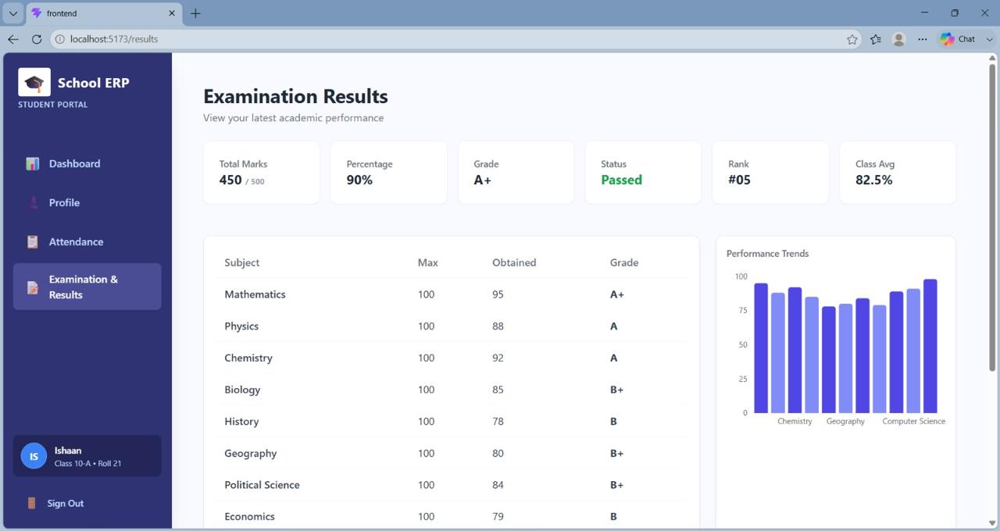 frontend
localhost:5173/results
Chat
School ERP
STUDENT PORTAL
Dashboard
Profile
Attendance
Examination &
Results
IS
Ishaan
Class 10-A • Roll 21
Sign Out
Examination Results
View your latest academic performance
Total Marks
450 / 500
Percentage
90%
Grade
A+
Status
Passed
Rank
#05
Class Avg
82.5%
Subject Max Obtained Grade
Mathematics 100 95 A+
Physics 100 88 A
Chemistry 100 92 A
Biology 100 85 B+
History 100 78 B
Geography 100 80 B+
Political Science 100 84 B+
Economics 100 79 B
Performance Trends
100
75
50
25
0
Chemistry Geography Computer Science